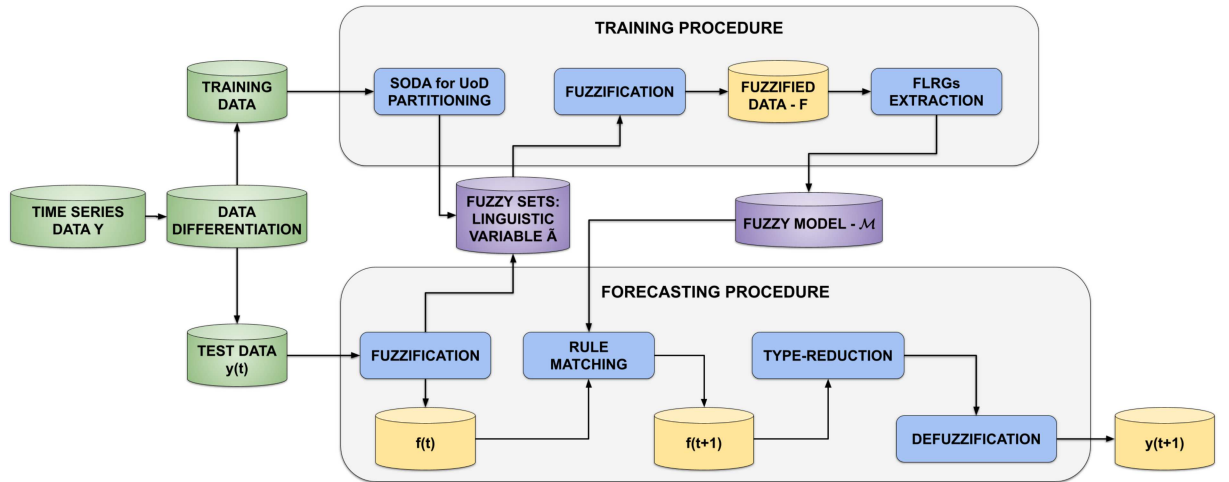 TRAINING PROCEDURE
TRAINING
DATA
SODA for UoD
PARTITIONING
FUZZIFICATION
FUZZIFIED
DATA - F
FLRGs
EXTRACTION
TIME SERIES
DATA Y
DATA
DIFFERENTIATION
FUZZY SETS:
LINGUISTIC
VARIABLE Ã
FUZZY MODEL - ℳ
FORECASTING PROCEDURE
TEST DATA
y(t)
FUZZIFICATION
RULE
MATCHING
TYPE-REDUCTION
f(t)
f(t+1)
DEFUZZIFICATION
y(t+1)